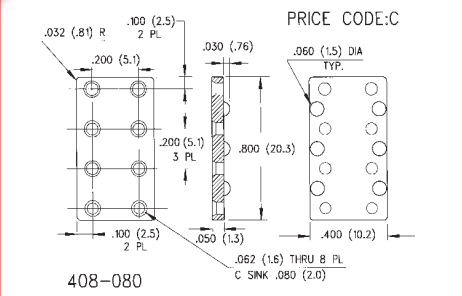 PRICE CODE:C
.100 (2.5)
2 PL
.032 (.81) R
.200 (5.1)
.030 (.76)
.060 (1.5) DIA
TYP.
.200 (5.1)
3 PL
.800 (20.3)
.100 (2.5)
2 PL
.050 (1.3)
.400 (10.2)
.062 (1.6) THRU 8 PL
C SINK .080 (2.0)
408-080